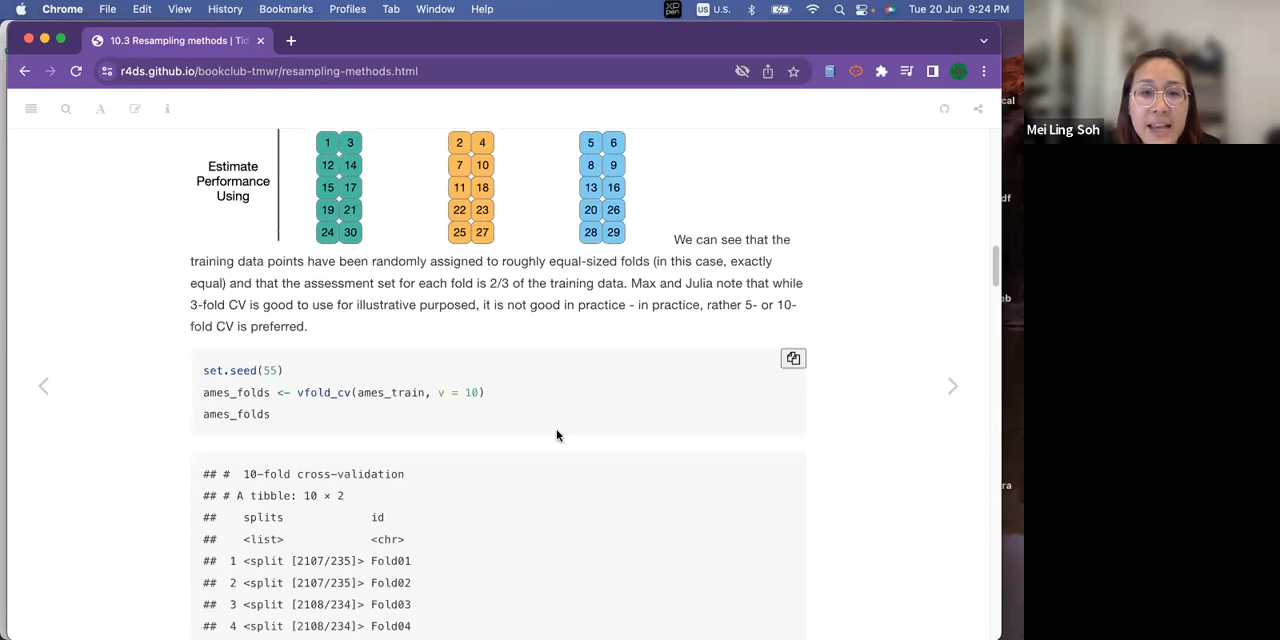 Chrome File Edit View History Bookmarks Profiles Tab Window Help XP PEN US U.S. Tue 20 Jun 9:24 PM
10.3 Resampling methods | Tid
r4ds.github.io/bookclub-tmwr/resampling-methods.html
Mei Ling Soh
Estimate
Performance
Using
1 3 2 4 5 6
12 14 7 10 8 9
15 17 11 18 13 16
19 21 22 23 20 26
24 30 25 27 28 29
We can see that the
training data points have been randomly assigned to roughly equal-sized folds (in this case, exactly
equal) and that the assessment set for each fold is 2/3 of the training data. Max and Julia note that while
3-fold CV is good to use for illustrative purposed, it is not good in practice - in practice, rather 5- or 10-
fold CV is preferred.
set.seed(55)
ames_folds <- vfold_cv(ames_train, v = 10)
ames_folds
## # 10-fold cross-validation
## # A tibble: 10 × 2
## splits id
## <list> <chr>
## 1 <split [2107/235]> Fold01
## 2 <split [2107/235]> Fold02
## 3 <split [2108/234]> Fold03
## 4 <split [2108/234]> Fold04
cal
df
eb
ra